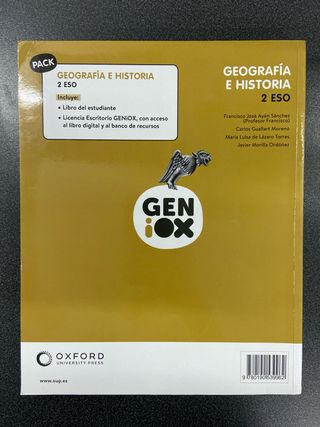 PACK
GEOGRAFÍA E HISTORIA
2 ESO
Incluye:
• Libro del estudiante
• Licencia Escritorio GENiOX, con acceso
al libro digital y al banco de recursos
GEOGRAFÍA
E HISTORIA
2 ESO
Francisco José Ayén Sánchez
(Profesor Francisco)
Carlos Guallart Moreno
María Luisa de Lázaro Torres
Javier Morilla Ordóñez
GEN
iOX
OXFORD
UNIVERSITY PRESS
www.oup.es
9780190539962